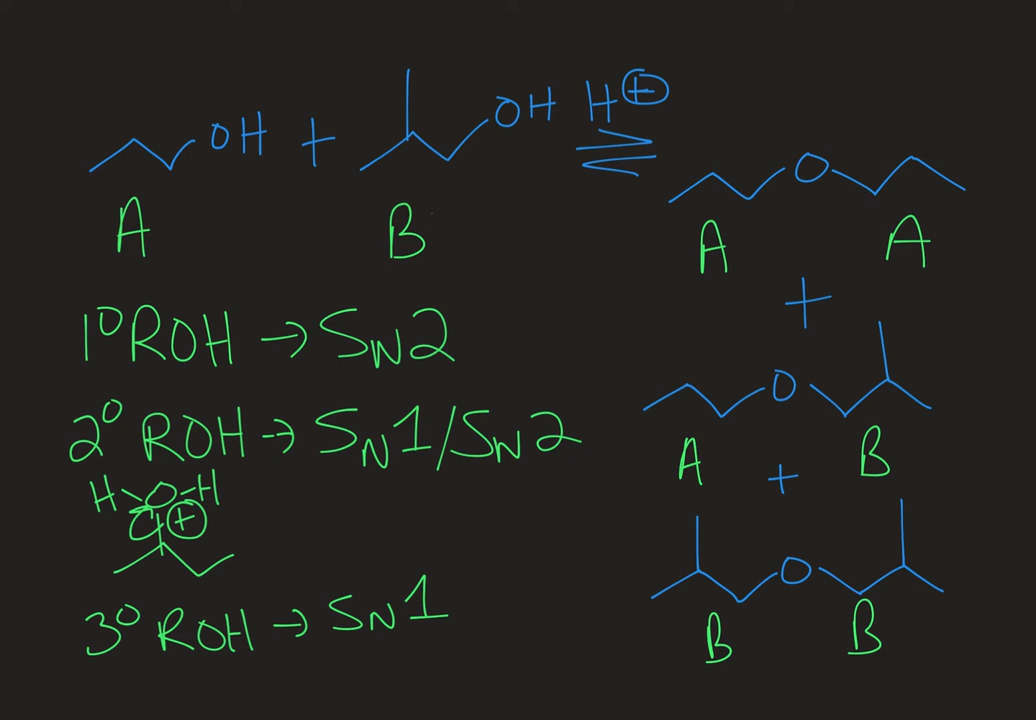 OH + OH H⊕ ⇌
A B
O
A A
+
1° ROH → SN2
O
A B
2° ROH → SN1/SN2
+
H O H
⊕
O
B B
3° ROH → SN1